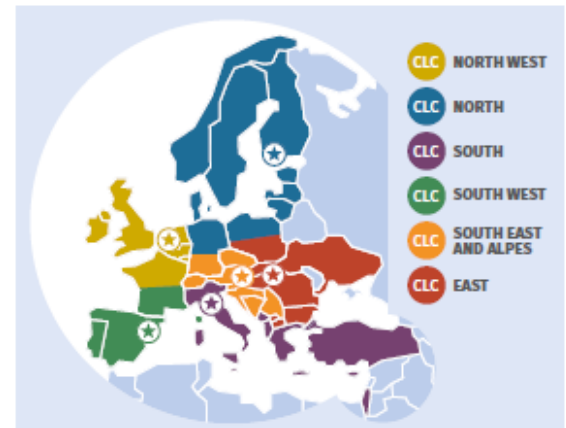 CLC NORTH WEST
CLC NORTH
CLC SOUTH
CLC SOUTH WEST
CLC SOUTH EAST
AND ALPES
CLC EAST